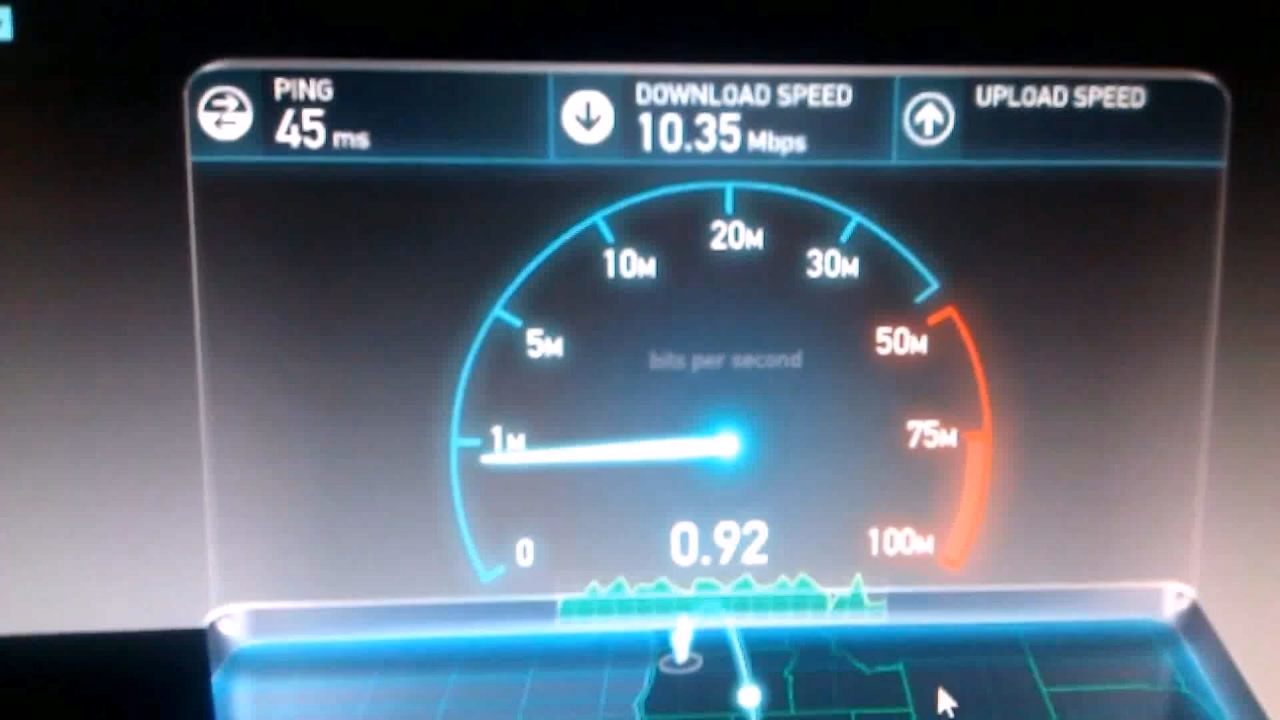 PING
45 ms
DOWNLOAD SPEED
10.35 Mbps
UPLOAD SPEED
20M
10M
30M
5M
50M
bits per second
1M
75M
0.92
0
100M